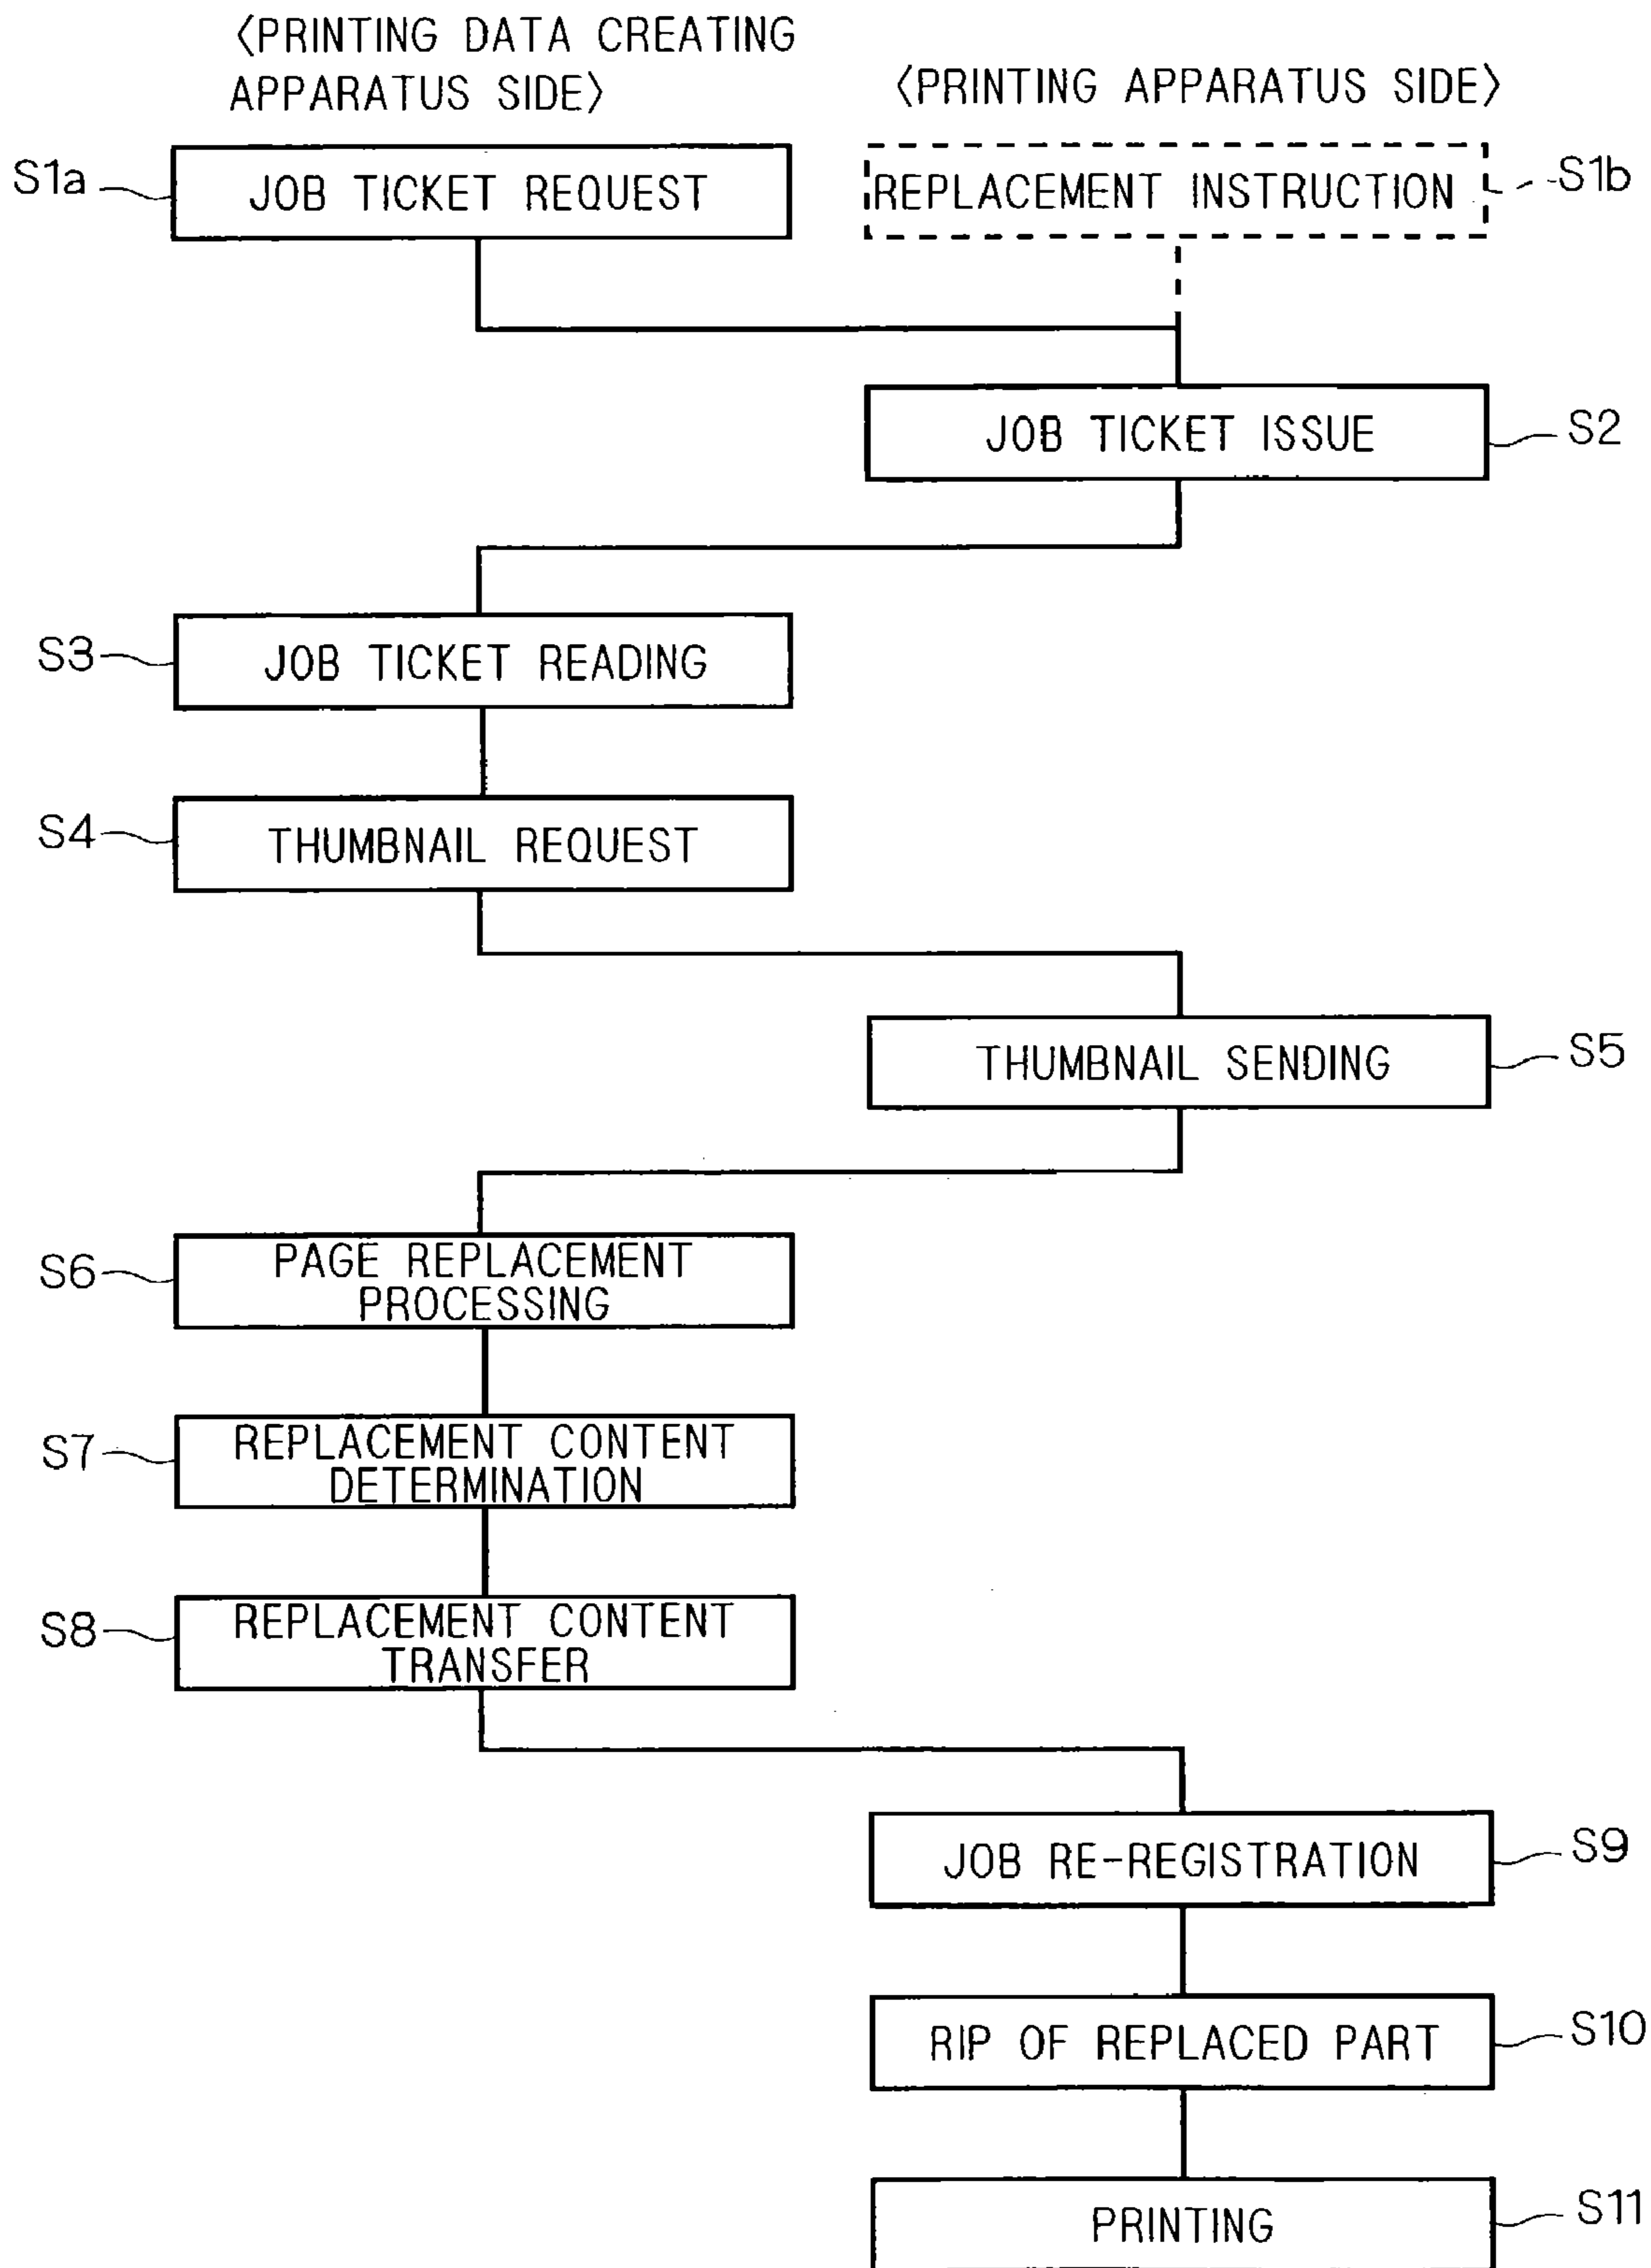 〈PRINTING DATA CREATING
APPARATUS SIDE〉
〈PRINTING APPARATUS SIDE〉
S1a
JOB TICKET REQUEST
REPLACEMENT INSTRUCTION
S1b
JOB TICKET ISSUE
S2
S3
JOB TICKET READING
S4
THUMBNAIL REQUEST
THUMBNAIL SENDING
S5
S6
PAGE REPLACEMENT
PROCESSING
S7
REPLACEMENT CONTENT
DETERMINATION
S8
REPLACEMENT CONTENT
TRANSFER
JOB RE-REGISTRATION
S9
RIP OF REPLACED PART
S10
PRINTING
S11